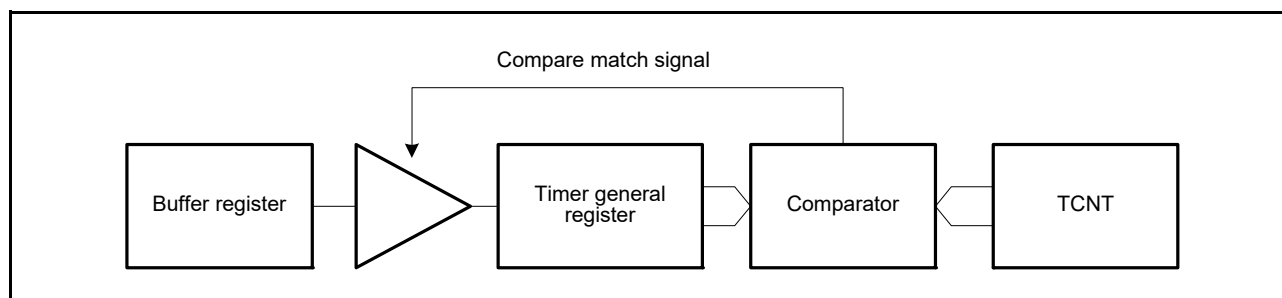 Compare match signal
Buffer register
Timer general
register
Comparator
TCNT